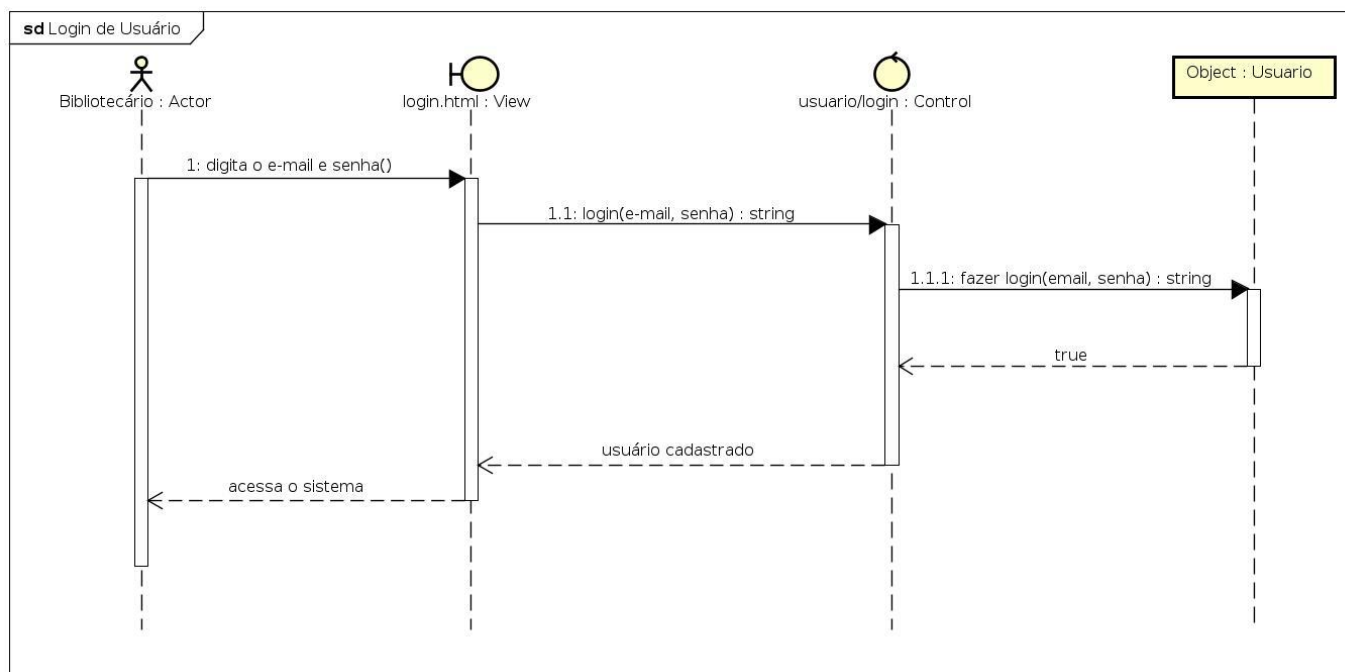 sd Login de Usuário
Bibliotecário : Actor
login.html : View
usuario/login : Control
Object : Usuario
1: digita o e-mail e senha()
1.1: login(e-mail, senha) : string
1.1.1: fazer login(email, senha) : string
true
usuário cadastrado
acessa o sistema